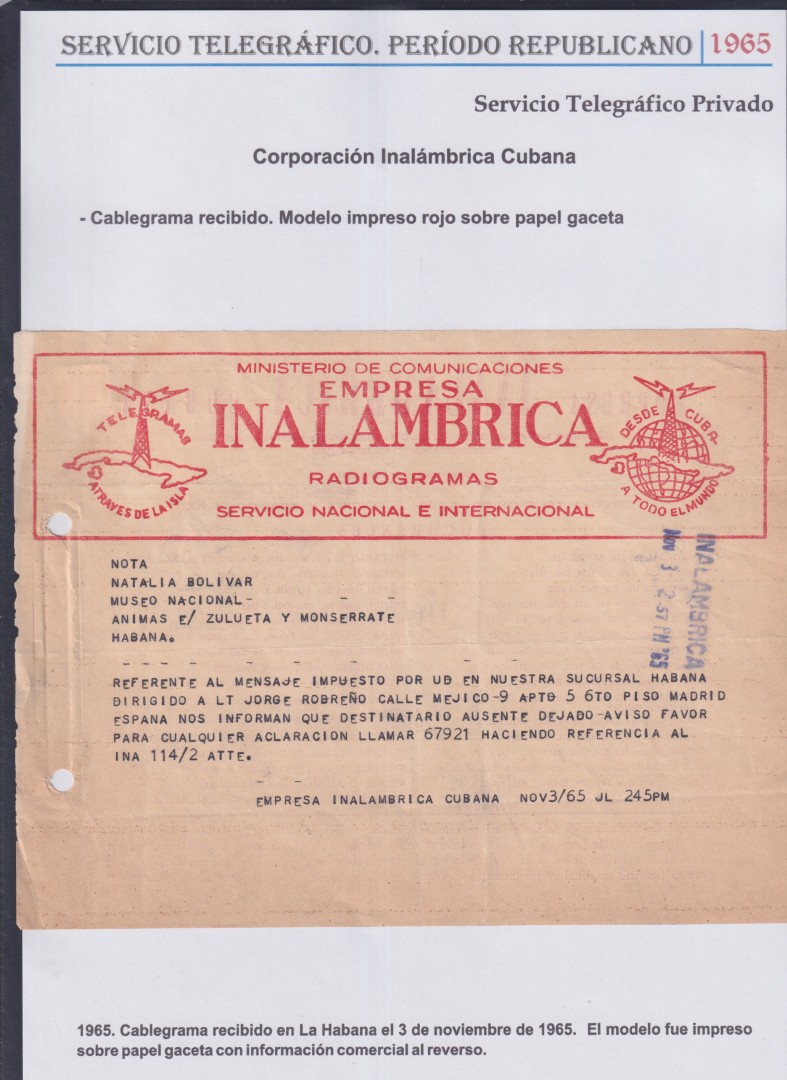 SERVICIO TELEGRÁFICO. PERÍODO REPUBLICANO | 1965
Servicio Telegráfico Privado
Corporación Inalámbrica Cubana
- Cablegrama recibido. Modelo impreso rojo sobre papel gaceta
MINISTERIO DE COMUNICACIONES
EMPRESA
INALAMBRICA
RADIOGRAMAS
SERVICIO NACIONAL E INTERNACIONAL
TELEGRAMAS
ATRAVES DE LA ISLA
DESDE CUBA
A TODO EL MUNDO
INALAMBRICA
NOV 3 2 57 PM '65
NOTA
NATALIA BOLIVAR
MUSEO NACIONAL- - -
ANIMAS E/ ZULUETA Y MONSERRATE
HABANA.
- - - - - - - -
REFERENTE AL MENSAJE IMPUESTO POR UD EN NUESTRA SUCURSAL HABANA
DIRIGIDO A LT JORGE ROBREÑO CALLE MEJICO-9 APTO 5 6TO PISO MADRID
ESPANA NOS INFORMAN QUE DESTINATARIO AUSENTE DEJADO-AVISO FAVOR
PARA CUALQUIER ACLARACION LLAMAR 67921 HACIENDO REFERENCIA AL
INA 114/2 ATTE.
- -
EMPRESA INALAMBRICA CUBANA NOV3/65 JL 245PM
1965. Cablegrama recibido en La Habana el 3 de noviembre de 1965. El modelo fue impreso
sobre papel gaceta con información comercial al reverso.